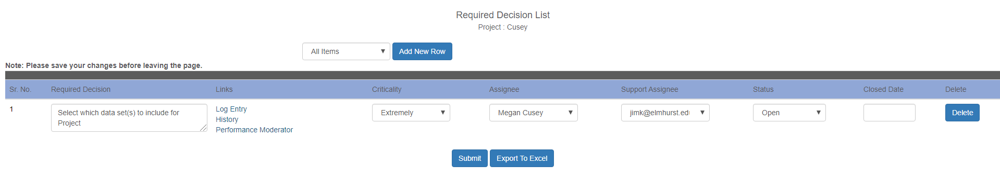 Required Decision List
Project : Cusey
All Items
Add New Row
Note: Please save your changes before leaving the page.
Sr. No. Required Decision Links Criticality Assignee Support Assignee Status Closed Date Delete
1 Select which data set(s) to include for Log Entry Extremely Megan Cusey jimk@elmhurst.edu Open Delete
Project History
Performance Moderator
Submit Export To Excel